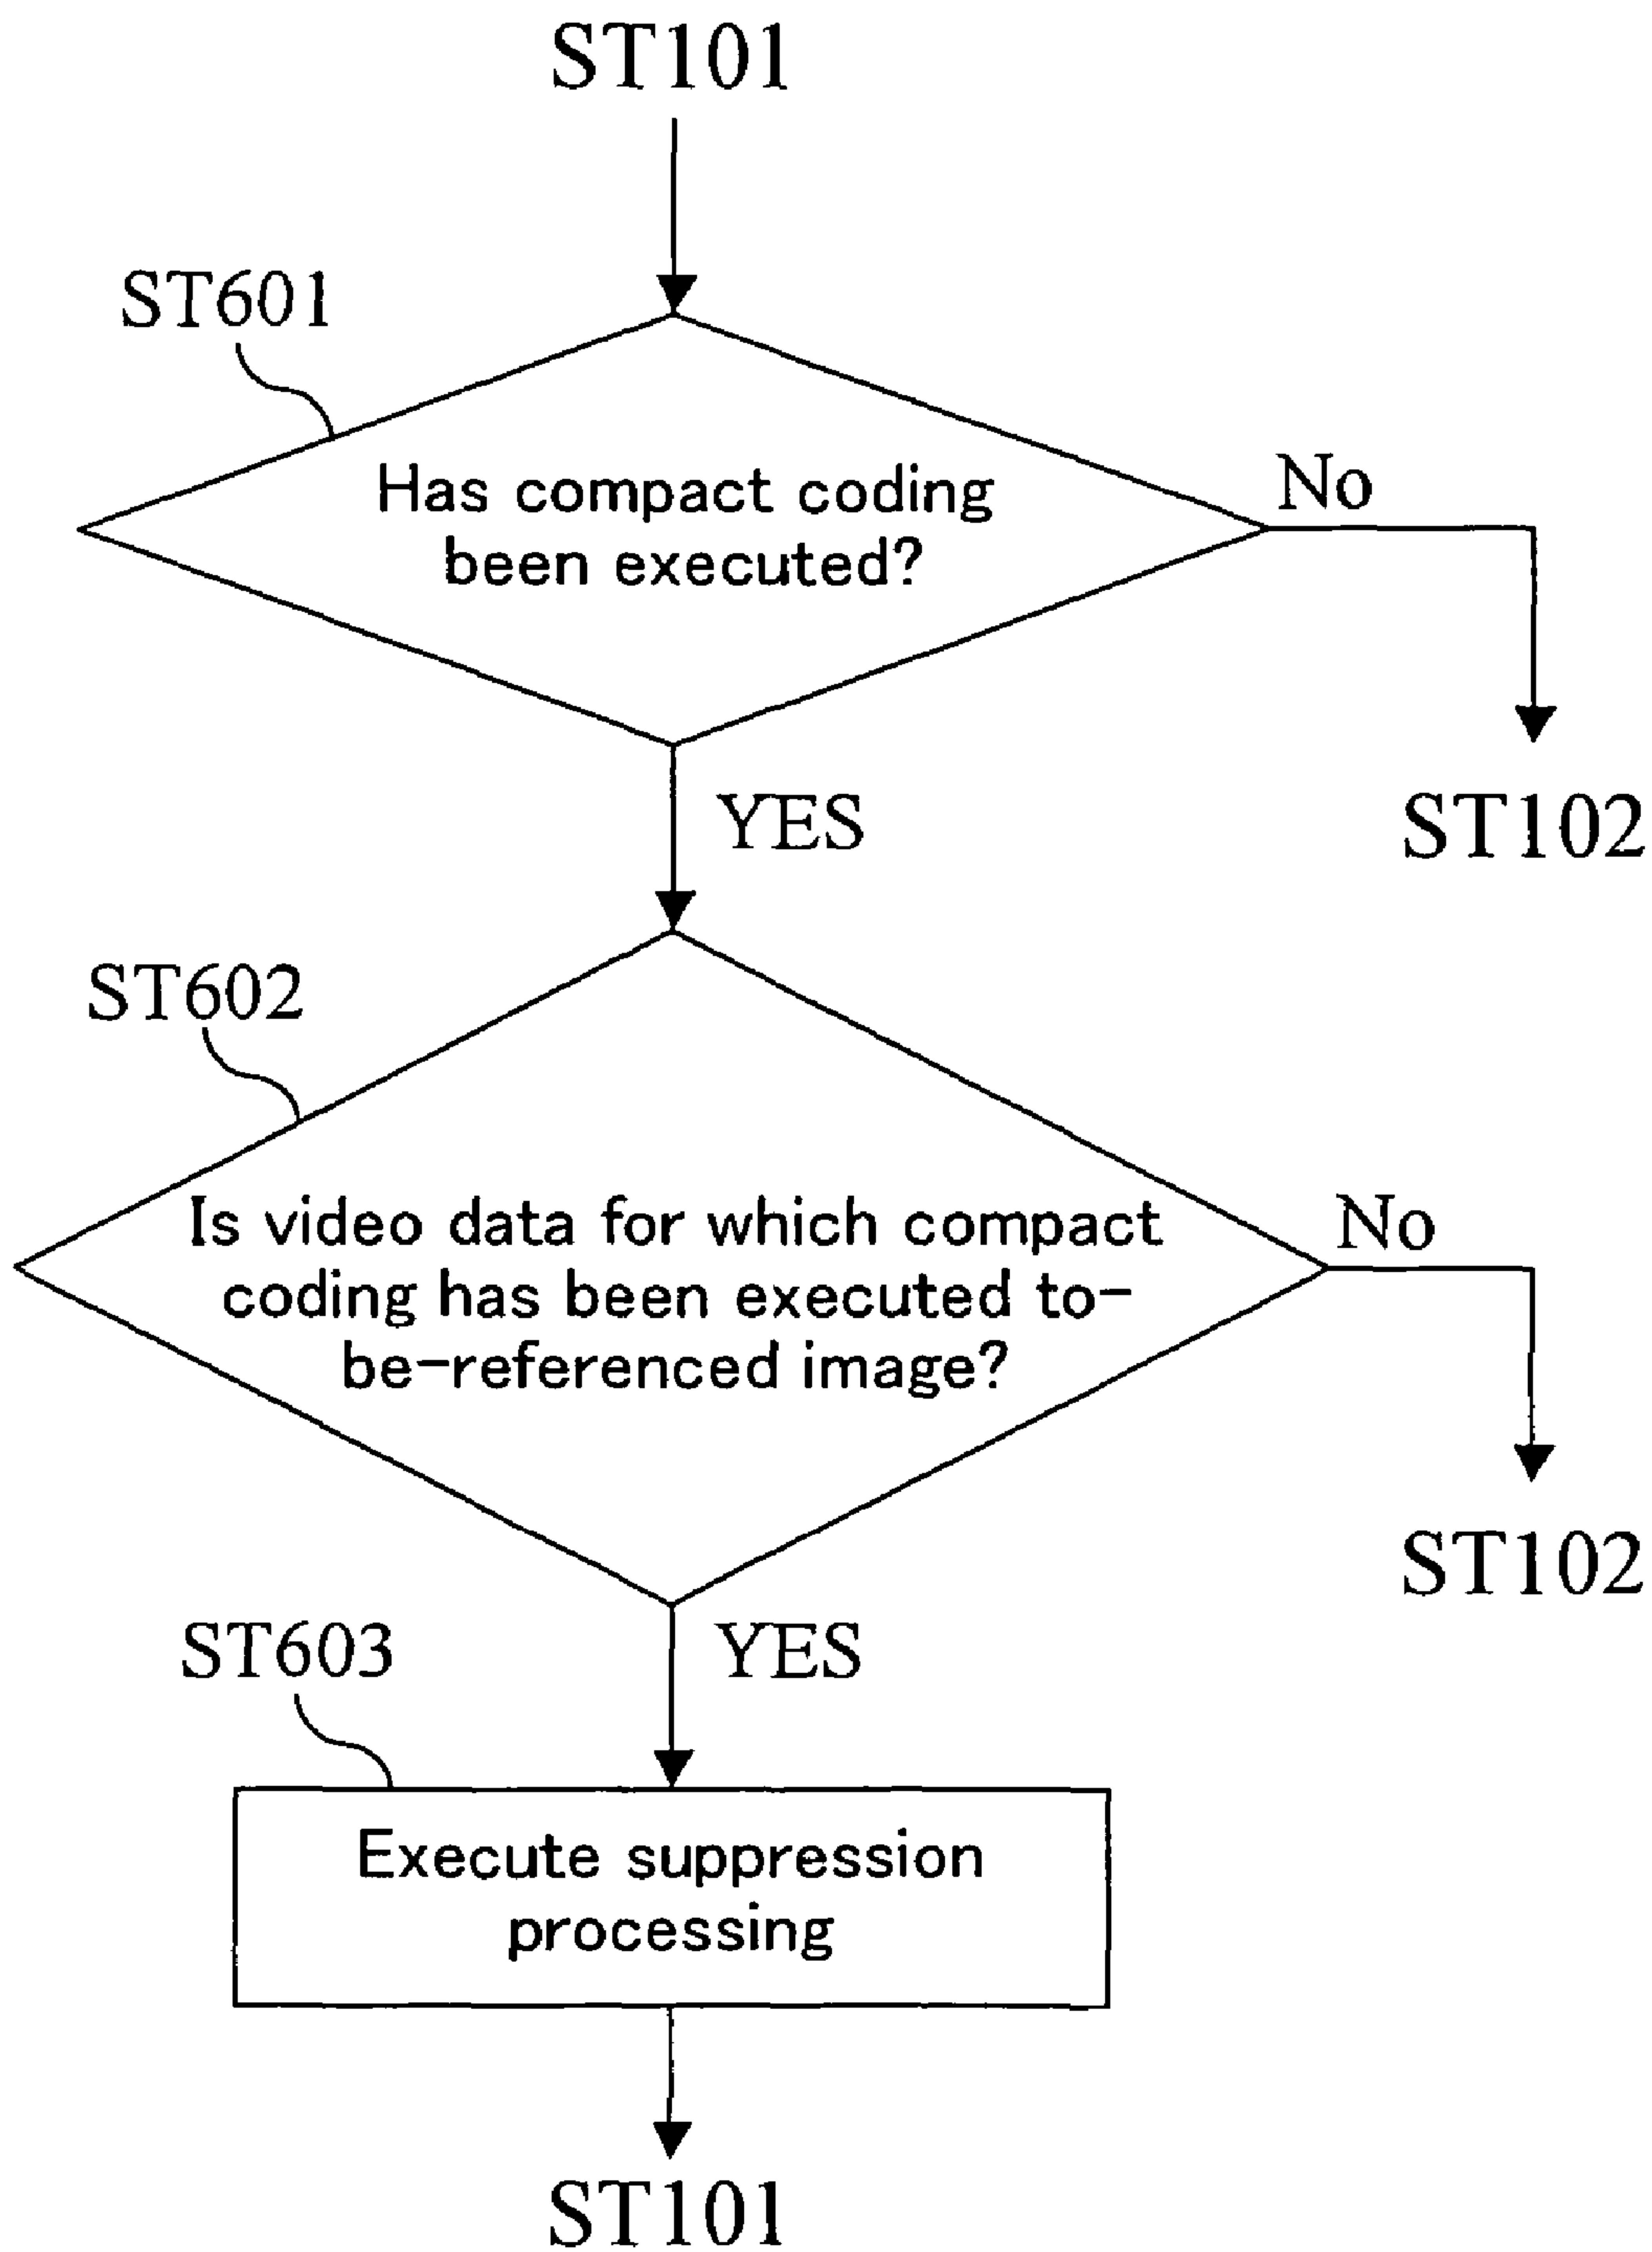 ST101
ST601
Has compact coding
been executed?
No
ST102
YES
ST602
Is video data for which compact
coding has been executed to-
be-referenced image?
No
ST102
YES
ST603
Execute suppression
processing
ST101